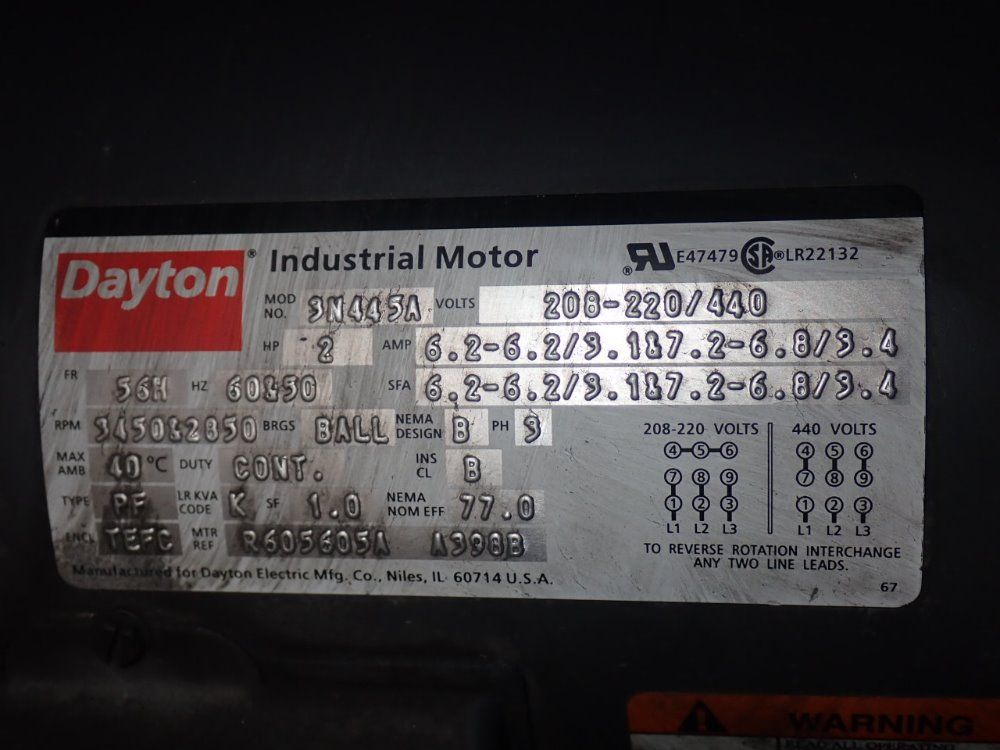 Dayton® Industrial Motor ®RU E47479 SA ®LR22132
MOD NO. 3N445A VOLTS 208-220/440
HP 2 AMP 6.2-6.2/3.1&7.2-6.8/3.4
FR 56H HZ 60&50 SFA 6.2-6.2/3.1&7.2-6.8/3.4
RPM 3450&2850 BRGS BALL NEMA DESIGN B PH 3
MAX AMB 40 °C DUTY CONT. INS CL B
TYPE PF LR KVA CODE K SF 1.0 NEMA NOM EFF 77.0
ENCL TEFC MTR REF R605605A A398B
Manufactured for Dayton Electric Mfg. Co., Niles, IL 60714 U.S.A.
208-220 VOLTS 440 VOLTS
4 5 6 4 5 6
7 8 9 7 8 9
1 2 3 1 2 3
L1 L2 L3 L1 L2 L3
TO REVERSE ROTATION INTERCHANGE
ANY TWO LINE LEADS.
67
WARNING